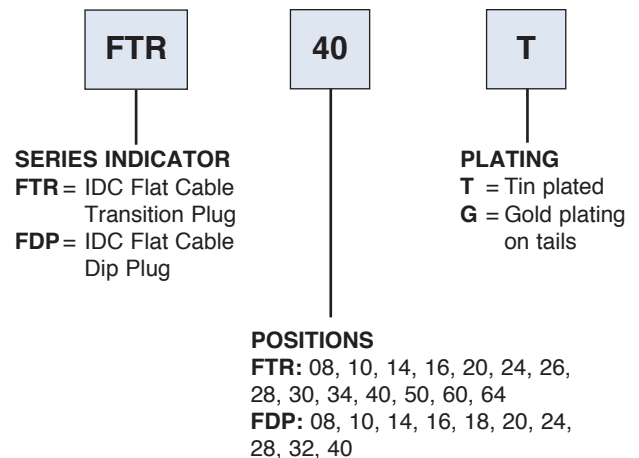 FTR 40 T
SERIES INDICATOR
FTR = IDC Flat Cable
Transition Plug
FDP = IDC Flat Cable
Dip Plug
PLATING
T = Tin plated
G = Gold plating
on tails
POSITIONS
FTR: 08, 10, 14, 16, 20, 24, 26,
28, 30, 34, 40, 50, 60, 64
FDP: 08, 10, 14, 16, 18, 20, 24,
28, 32, 40